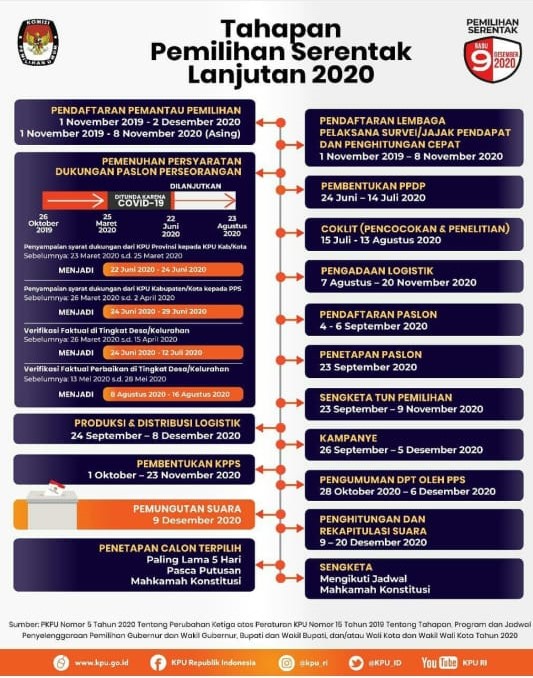 KOMISI
PEMILIHAN UMUM
Tahapan
Pemilihan Serentak
Lanjutan 2020
PEMILIHAN
SERENTAK
RABU
9
DESEMBER
2020
PENDAFTARAN PEMANTAU PEMILIHAN
1 November 2019 - 2 Desember 2020
1 November 2019 - 8 November 2020 (Asing)
PEMENUHAN PERSYARATAN
DUKUNGAN PASLON PERSEORANGAN
DITUNDA KARENA
COVID-19
DILANJUTKAN
26
Oktober
2019
25
Maret
2020
22
Juni
2020
23
Agustus
2020
Penyampaian syarat dukungan dari KPU Provinsi kepada KPU Kab/Kota
Sebelumnya: 23 Maret 2020 s.d. 25 Maret 2020
MENJADI 22 Juni 2020 - 24 Juni 2020
Penyampaian syarat dukungan dari KPU Kabupaten/Kota kepada PPS
Sebelumnya: 26 Maret 2020 s.d. 2 April 2020
MENJADI 24 Juni 2020 - 29 Juni 2020
Verifikasi Faktual di Tingkat Desa/Kelurahan
Sebelumnya: 26 Maret 2020 s.d. 15 April 2020
MENJADI 24 Juni 2020 - 12 Juli 2020
Verifikasi Faktual Perbaikan di Tingkat Desa/Kelurahan
Sebelumnya: 13 Mei 2020 s.d. 28 Mei 2020
MENJADI 8 Agustus 2020 - 16 Agustus 2020
PRODUKSI & DISTRIBUSI LOGISTIK
24 September – 8 Desember 2020
PEMBENTUKAN KPPS
1 Oktober – 23 November 2020
PEMUNGUTAN SUARA
9 Desember 2020
PENETAPAN CALON TERPILIH
Paling Lama 5 Hari
Pasca Putusan
Mahkamah Konstitusi
PENDAFTARAN LEMBAGA
PELAKSANA SURVEI/JAJAK PENDAPAT
DAN PENGHITUNGAN CEPAT
1 November 2019 – 8 November 2020
PEMBENTUKAN PPDP
24 Juni – 14 Juli 2020
COKLIT (PENCOCOKAN & PENELITIAN)
15 Juli - 13 Agustus 2020
PENGADAAN LOGISTIK
7 Agustus – 20 November 2020
PENDAFTARAN PASLON
4 - 6 September 2020
PENETAPAN PASLON
23 September 2020
SENGKETA TUN PEMILIHAN
23 September – 9 November 2020
KAMPANYE
26 September – 5 Desember 2020
PENGUMUMAN DPT OLEH PPS
28 Oktober 2020 – 6 Desember 2020
PENGHITUNGAN DAN
REKAPITULASI SUARA
9 – 20 Desember 2020
SENGKETA
Mengikuti Jadwal
Mahkamah Konstitusi
Sumber: PKPU Nomor 5 Tahun 2020 Tentang Perubahan Ketiga atas Peraturan KPU Nomor 15 Tahun 2019 Tentang Tahapan, Program dan Jadwal
Penyelenggaraan Pemilihan Gubernur dan Wakil Gubernur, Bupati dan Wakil Bupati, dan/atau Wali Kota dan Wakil Wali Kota Tahun 2020
www.kpu.go.id
KPU Republik Indonesia
@kpu_ri
@KPU_ID
You Tube KPU RI